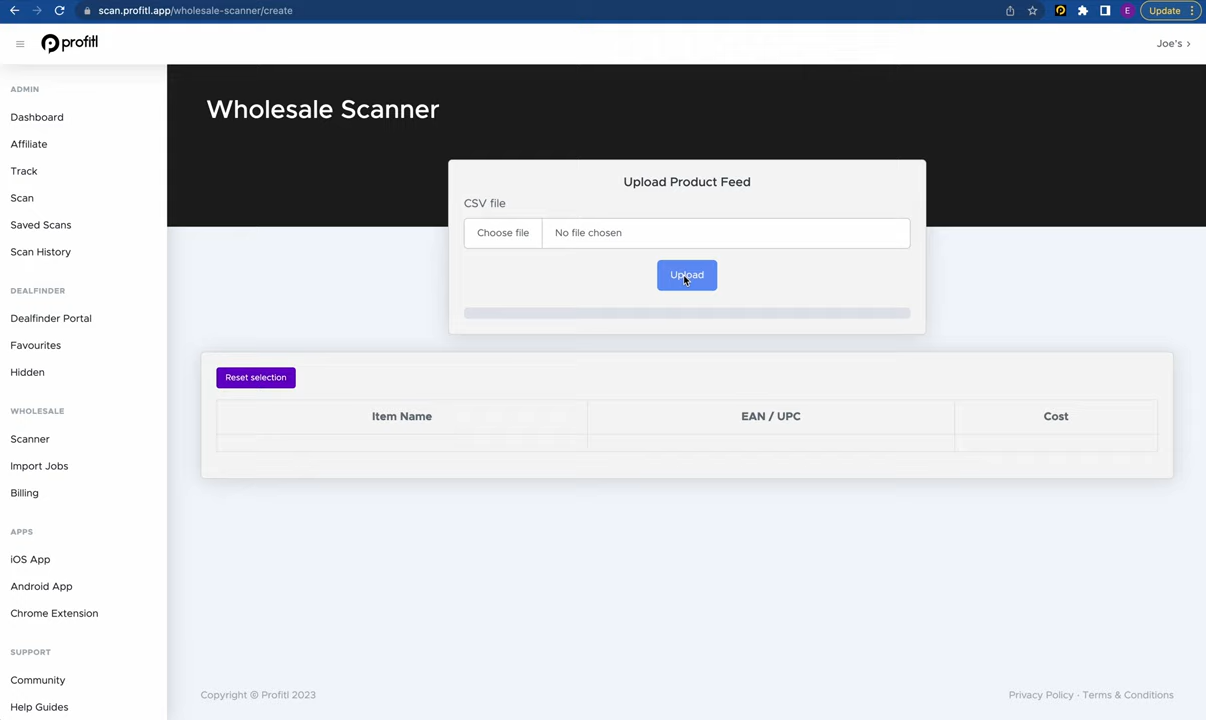 scan.profitl.app/wholesale-scanner/create
E
Update
profitl
Joe's >
ADMIN
Dashboard
Affiliate
Track
Scan
Saved Scans
Scan History
DEALFINDER
Dealfinder Portal
Favourites
Hidden
WHOLESALE
Scanner
Import Jobs
Billing
APPS
iOS App
Android App
Chrome Extension
SUPPORT
Community
Help Guides
Wholesale Scanner
Upload Product Feed
CSV file
Choose file No file chosen
Upload
Reset selection
Item Name EAN / UPC Cost
Copyright © Profitl 2023
Privacy Policy · Terms & Conditions